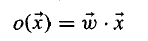 o(x⃗) = w⃗ · x⃗